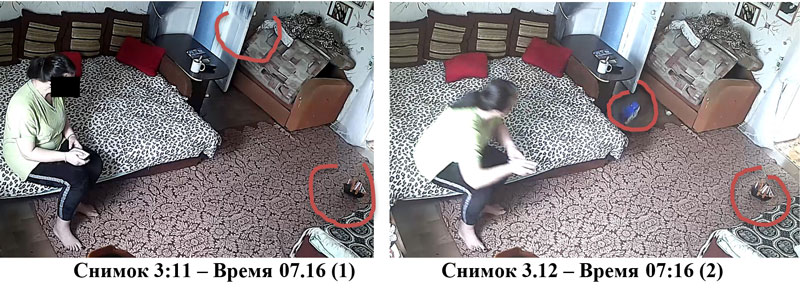 Снимок 3:11 – Время 07.16 (1)
Снимок 3.12 – Время 07:16 (2)